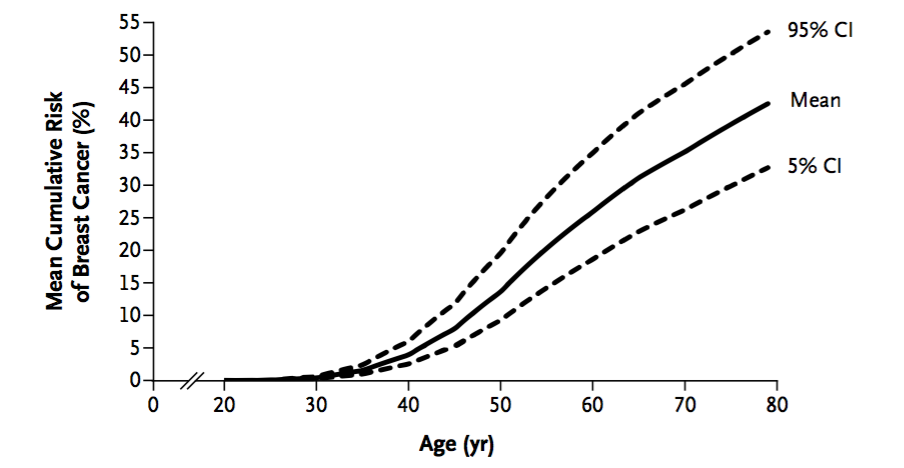 55
50
45
40
35
30
25
20
15
10
5
0
Mean Cumulative Risk
of Breast Cancer (%)
95% CI
Mean
5% CI
0 20 30 40 50 60 70 80
Age (yr)